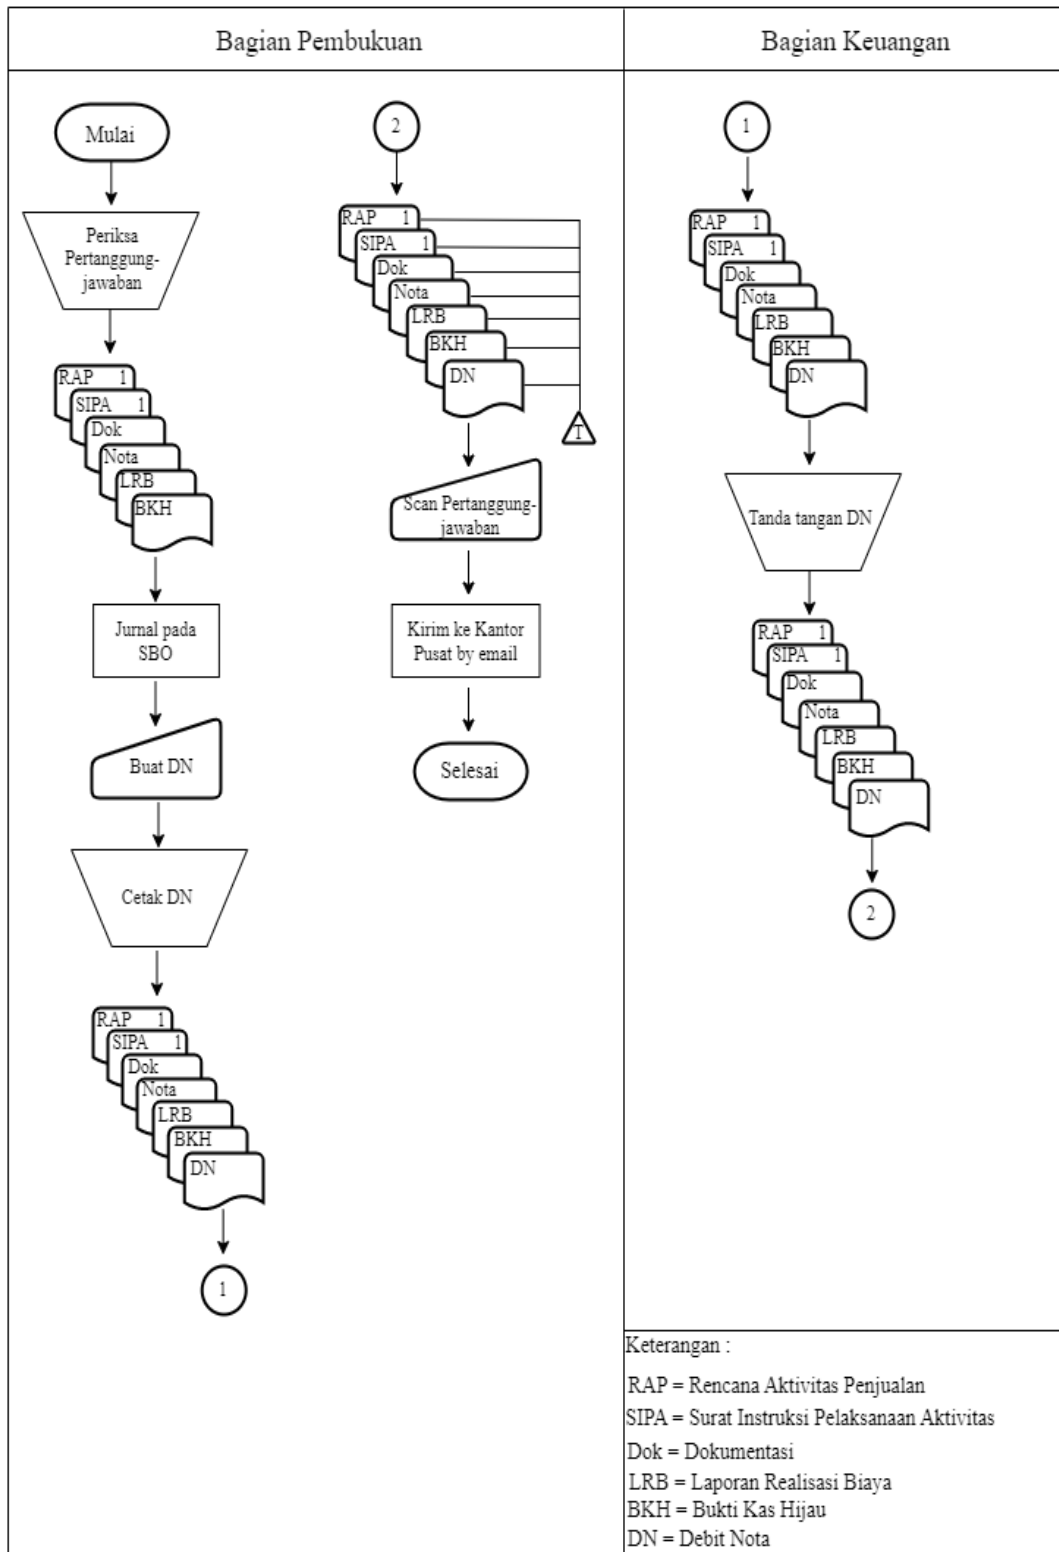 Bagian Pembukuan
Bagian Keuangan
Mulai
Periksa
Pertanggung-
jawaban
RAP 1
SIPA 1
Dok
Nota
LRB
BKH
Jurnal pada
SBO
Buat DN
Cetak DN
RAP 1
SIPA 1
Dok
Nota
LRB
BKH
DN
1
2
RAP 1
SIPA 1
Dok
Nota
LRB
BKH
DN
T
Scan Pertanggung-
jawaban
Kirim ke Kantor
Pusat by email
Selesai
1
RAP 1
SIPA 1
Dok
Nota
LRB
BKH
DN
Tanda tangan DN
RAP 1
SIPA 1
Dok
Nota
LRB
BKH
DN
2
Keterangan :
RAP = Rencana Aktivitas Penjualan
SIPA = Surat Instruksi Pelaksanaan Aktivitas
Dok = Dokumentasi
LRB = Laporan Realisasi Biaya
BKH = Bukti Kas Hijau
DN = Debit Nota